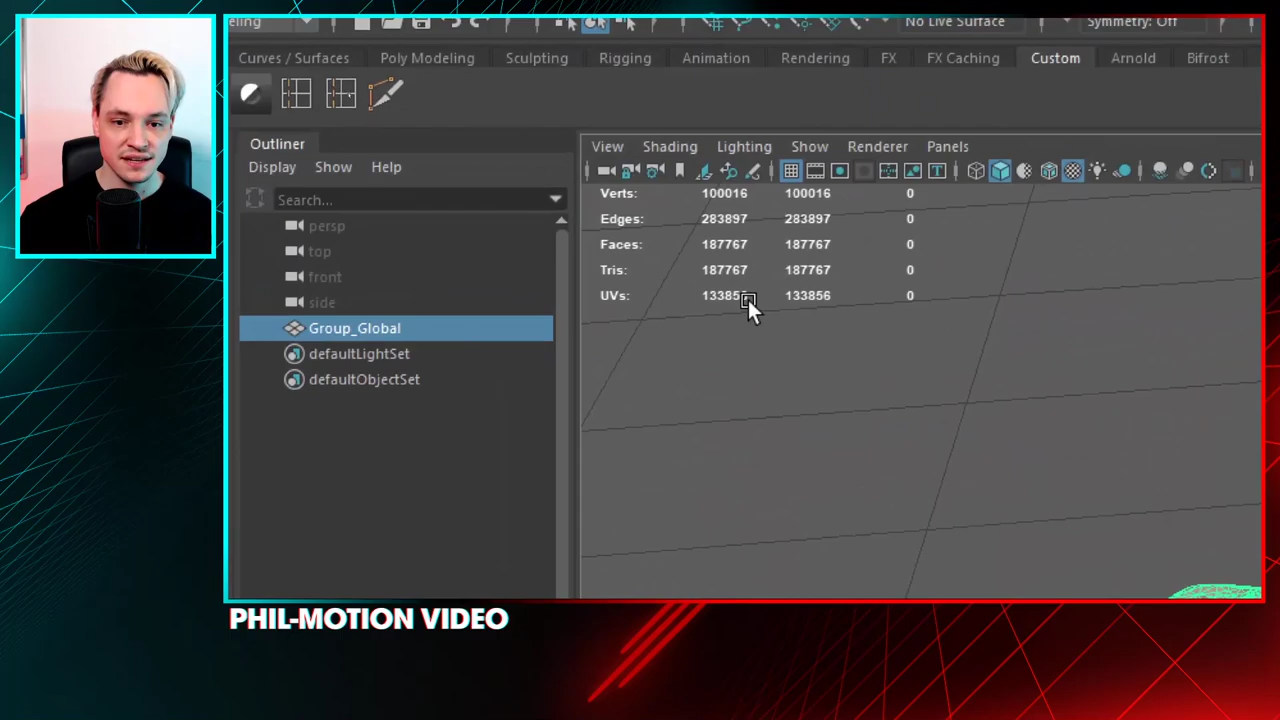 eling No Live Surface Symmetry: Off
Curves / Surfaces Poly Modeling Sculpting Rigging Animation Rendering FX FX Caching Custom Arnold Bifrost
Outliner
Display Show Help
Search...
persp
top
front
side
Group_Global
defaultLightSet
defaultObjectSet
View Shading Lighting Show Renderer Panels
Verts: 100016 100016 0
Edges: 283897 283897 0
Faces: 187767 187767 0
Tris: 187767 187767 0
UVs: 133856 133856 0
PHIL-MOTION VIDEO